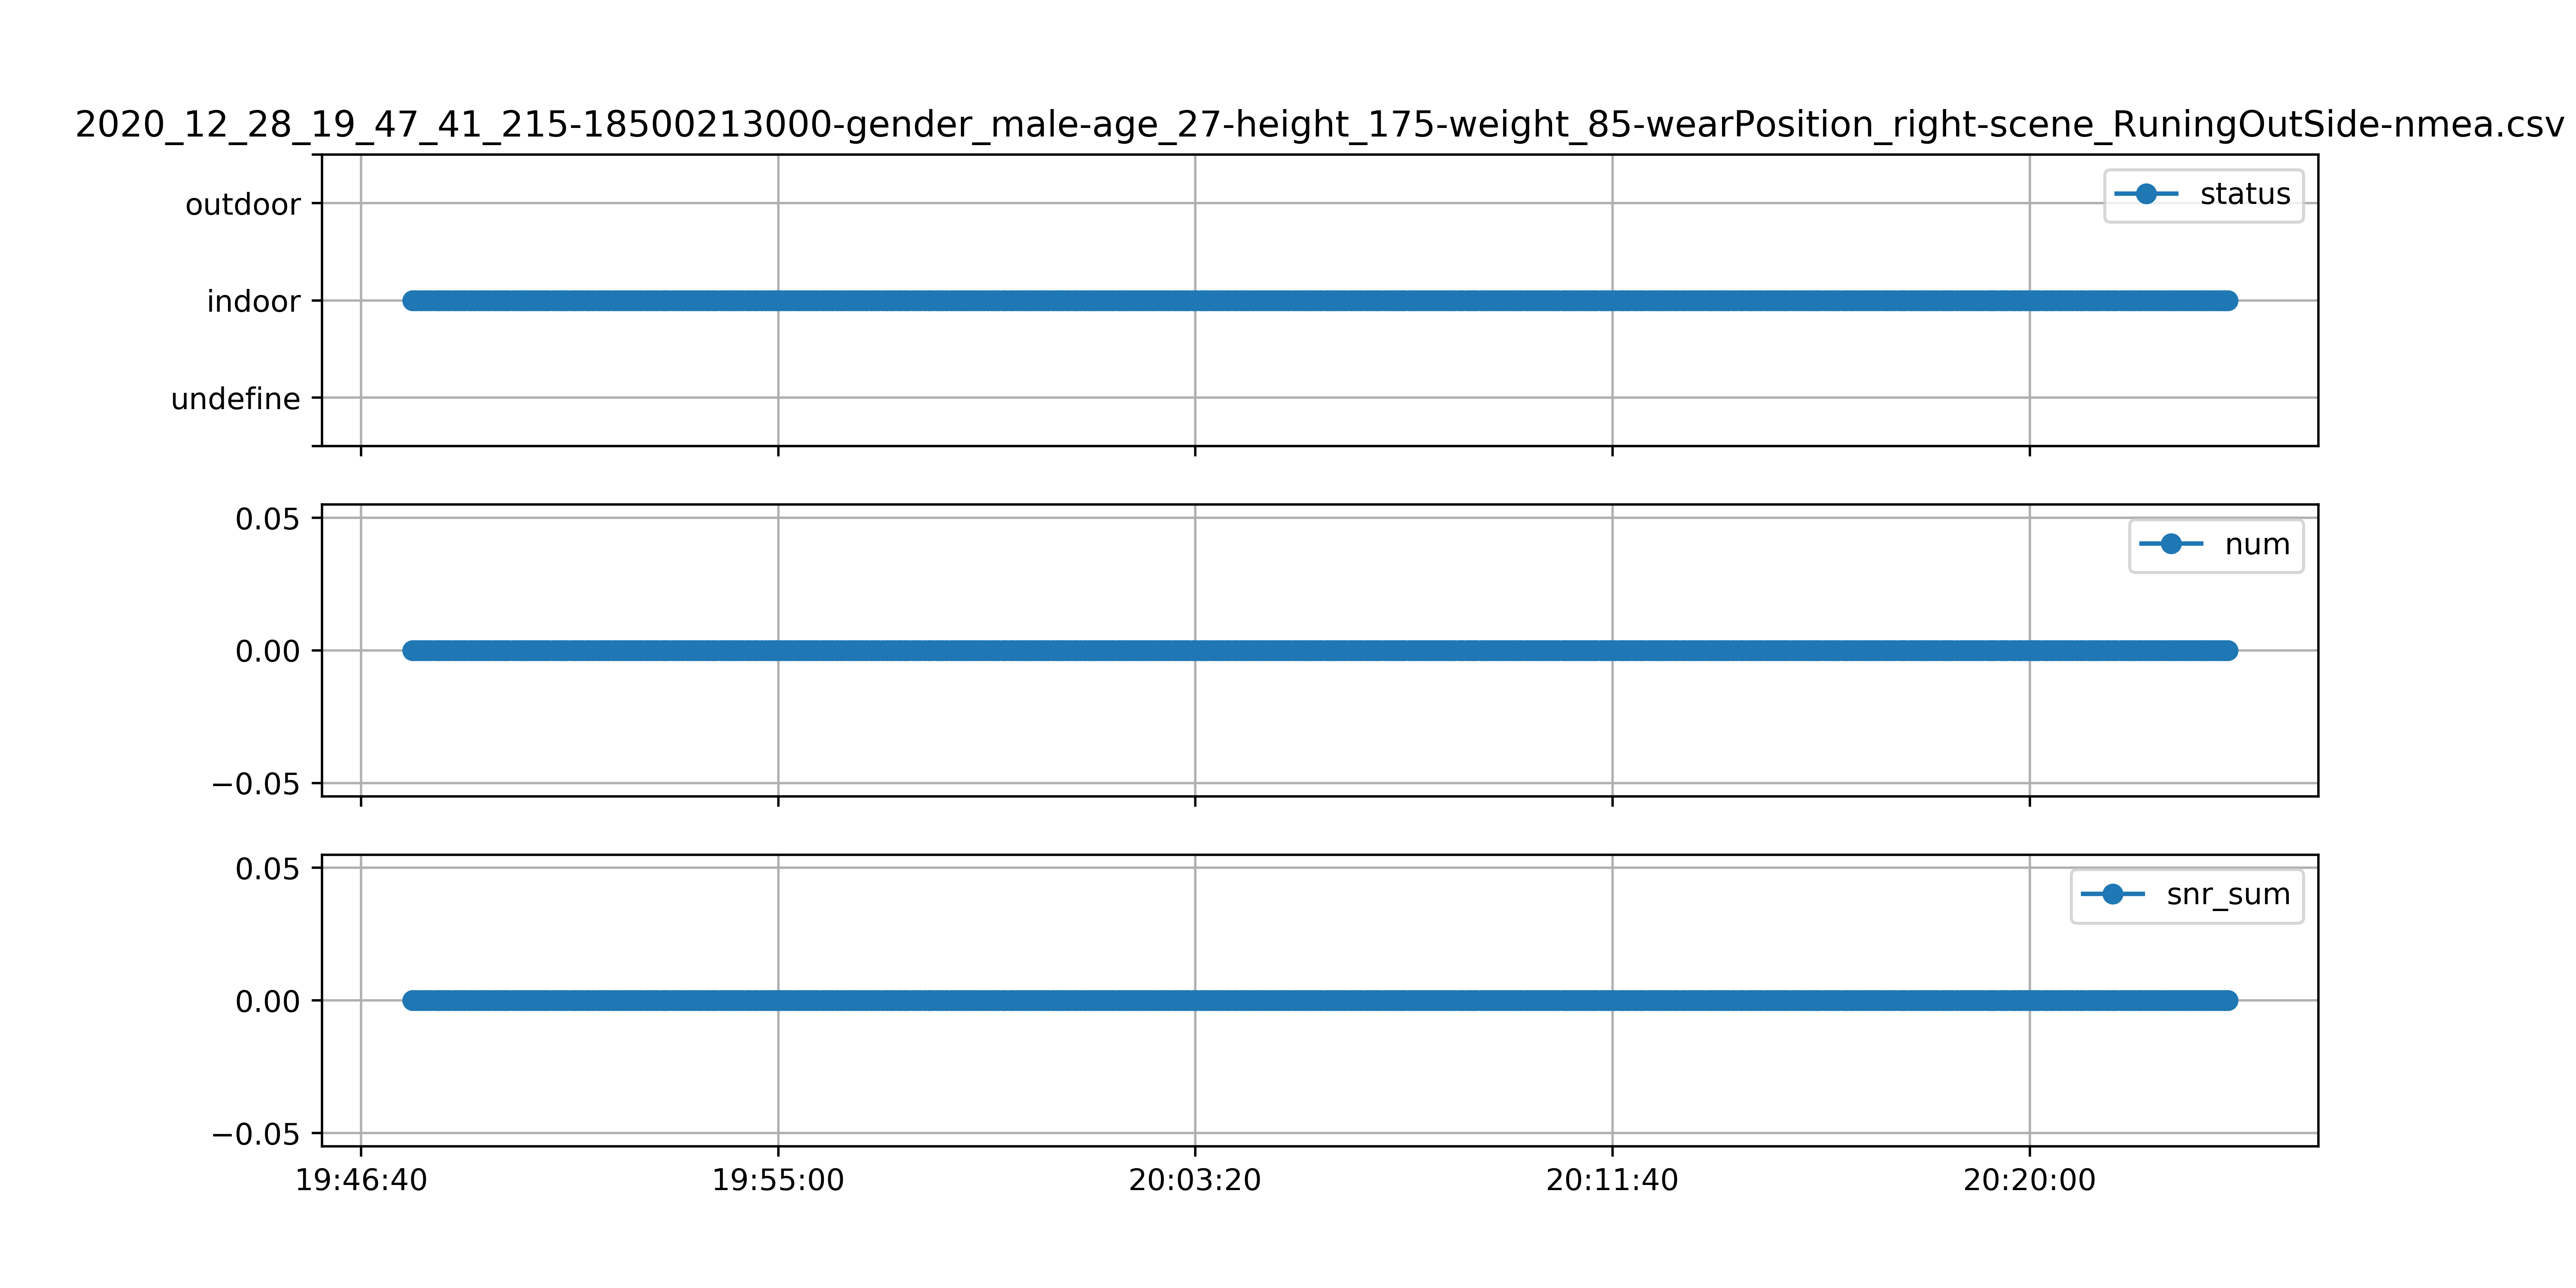 2020_12_28_19_47_41_215-18500213000-gender_male-age_27-height_175-weight_85-wearPosition_right-scene_RuningOutSide-nmea.csv
status
outdoor
indoor
undefine
num
0.05
0.00
−0.05
snr_sum
0.05
0.00
−0.05
19:46:40 19:55:00 20:03:20 20:11:40 20:20:00